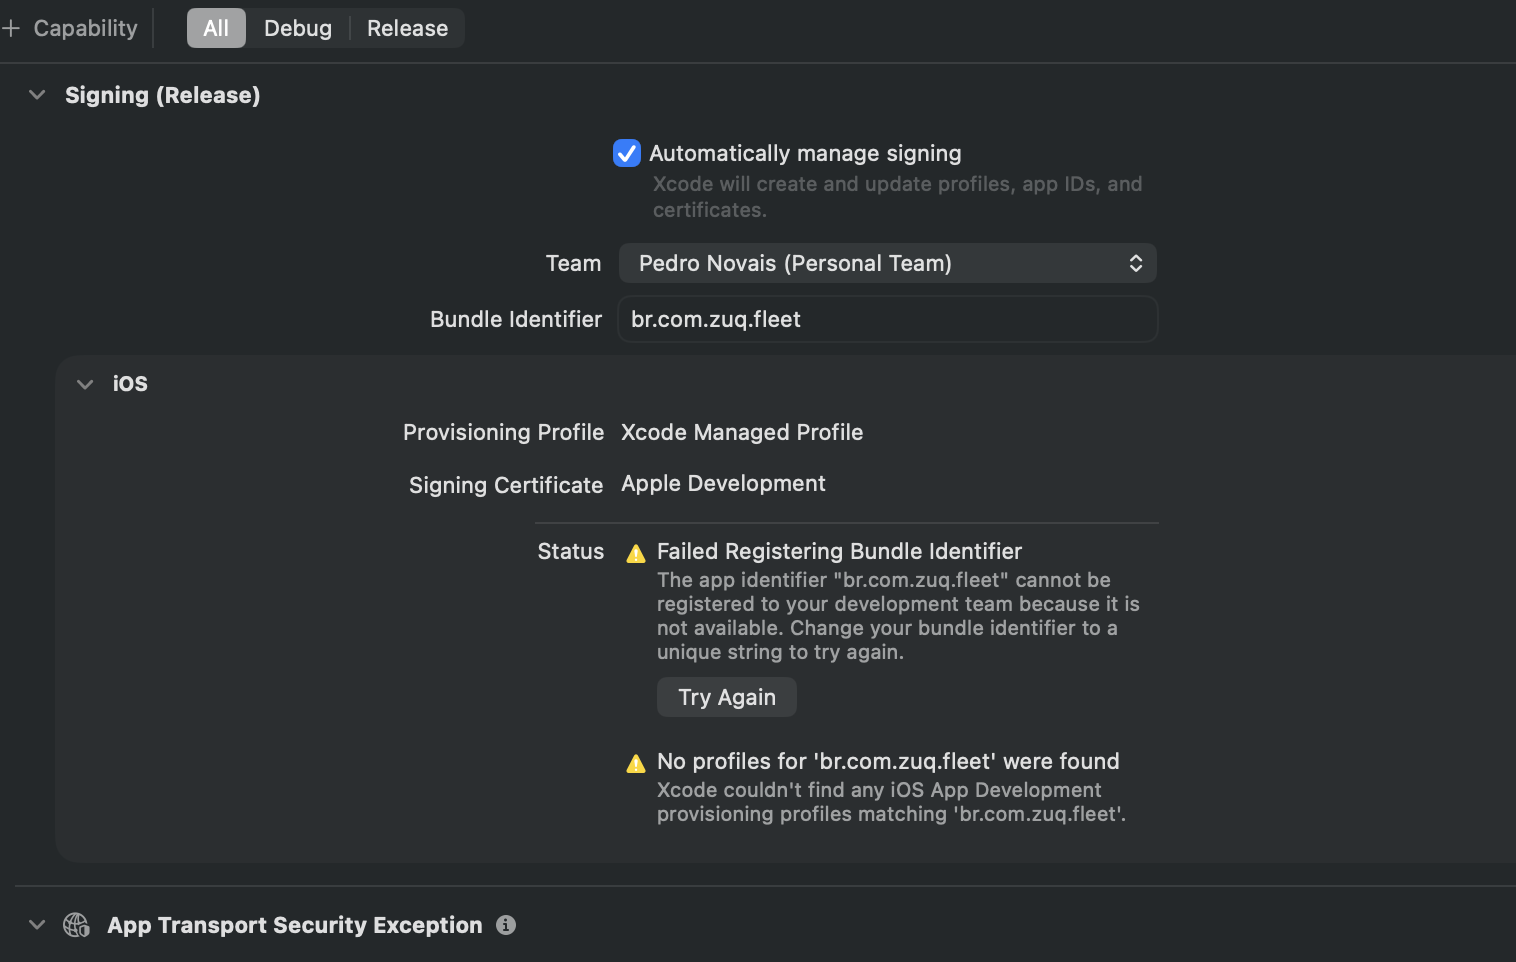 + Capability
All Debug Release
Signing (Release)
Automatically manage signing
Xcode will create and update profiles, app IDs, and
certificates.
Team Pedro Novais (Personal Team)
Bundle Identifier br.com.zuq.fleet
iOS
Provisioning Profile Xcode Managed Profile
Signing Certificate Apple Development
Status Failed Registering Bundle Identifier
The app identifier "br.com.zuq.fleet" cannot be
registered to your development team because it is
not available. Change your bundle identifier to a
unique string to try again.
Try Again
No profiles for 'br.com.zuq.fleet' were found
Xcode couldn't find any iOS App Development
provisioning profiles matching 'br.com.zuq.fleet'.
App Transport Security Exception